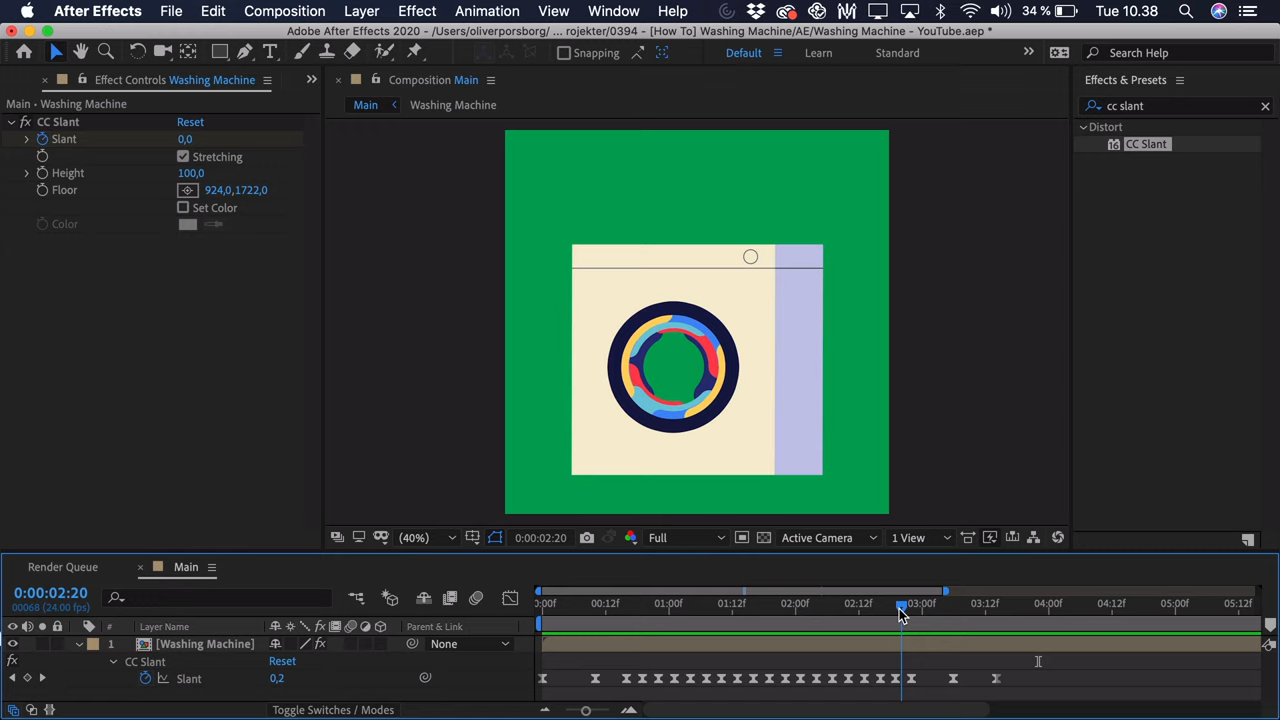 After Effects File Edit Composition Layer Effect Animation View Window Help 34 % Tue 10.38
Adobe After Effects 2020 - /Users/oliverporsborg/ ... rojekter/0394 - [How To] Washing Machine/AE/Washing Machine - YouTube.aep *
Snapping Default Learn Standard Search Help
Effect Controls Washing Machine Composition Main Effects & Presets
Main • Washing Machine Main Washing Machine cc slant
CC Slant Reset Distort
Slant 0,0 16 CC Slant
Stretching
Height 100,0
Floor 924,0,1722,0
Set Color
Color
(40%) 0:00:02:20 Full Active Camera 1 View
Render Queue Main
0:00:02:20
00068 (24.00 fps)
0:00f 00:12f 01:00f 01:12f 02:00f 02:12f 03:00f 03:12f 04:00f 04:12f 05:00f 05:12f
# Layer Name Parent & Link
1 [Washing Machine] None
CC Slant Reset
Slant 0,2
Toggle Switches / Modes